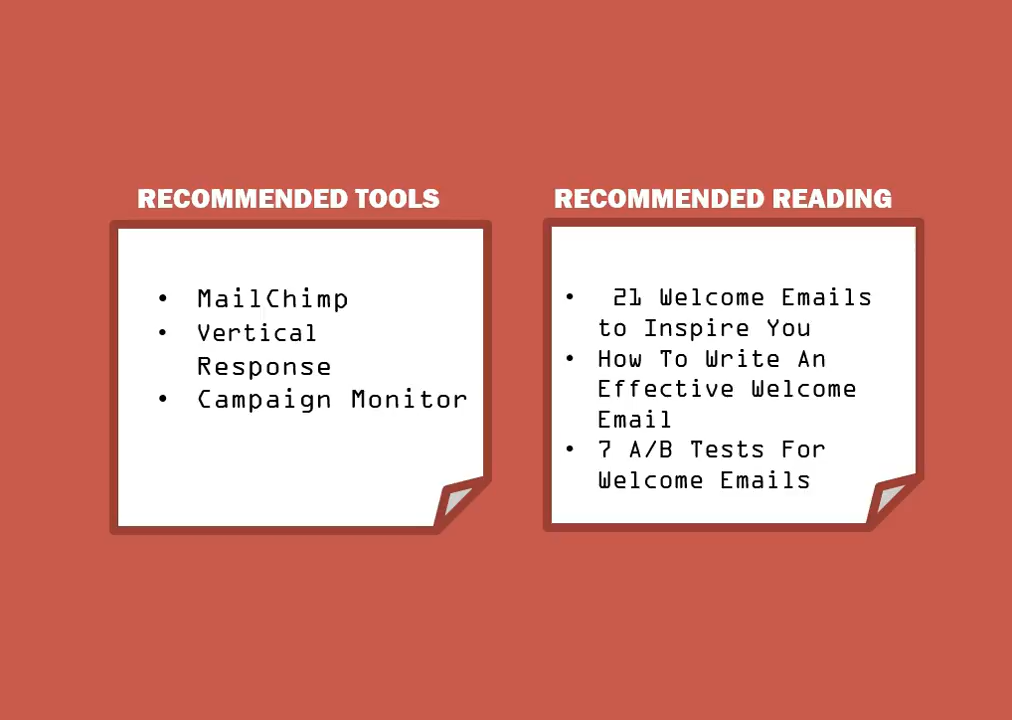 RECOMMENDED TOOLS
• MailChimp
• Vertical
Response
• Campaign Monitor
RECOMMENDED READING
• 21 Welcome Emails
to Inspire You
• How To Write An
Effective Welcome
Email
• 7 A/B Tests For
Welcome Emails